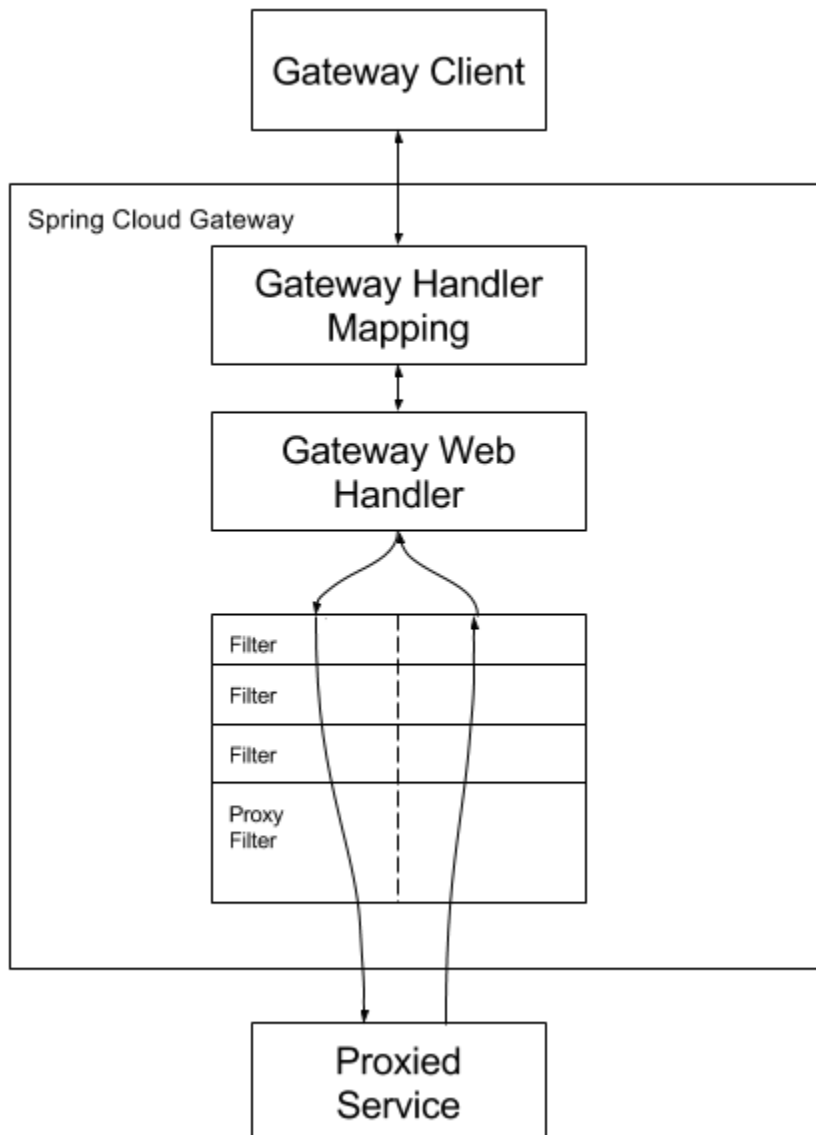 Gateway Client
Spring Cloud Gateway
Gateway Handler
Mapping
Gateway Web
Handler
Filter
Filter
Filter
Proxy
Filter
Proxied
Service